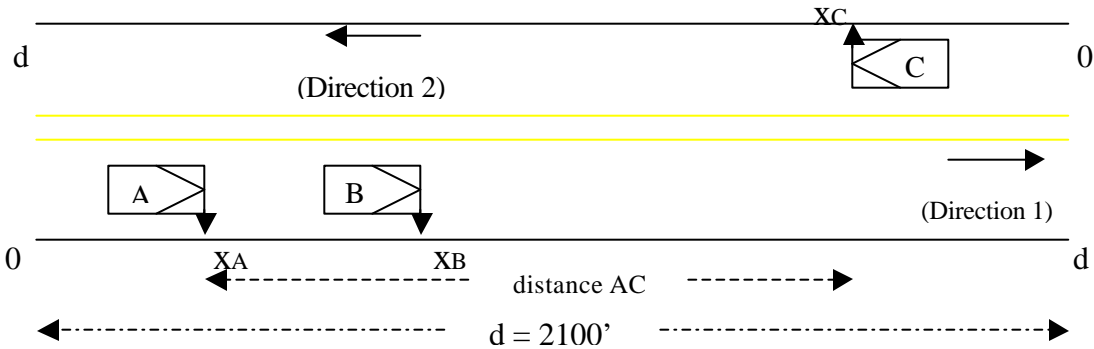 xC
d
0
C
(Direction 2)
A
B
(Direction 1)
0
xA
xB
d
distance AC
d = 2100’